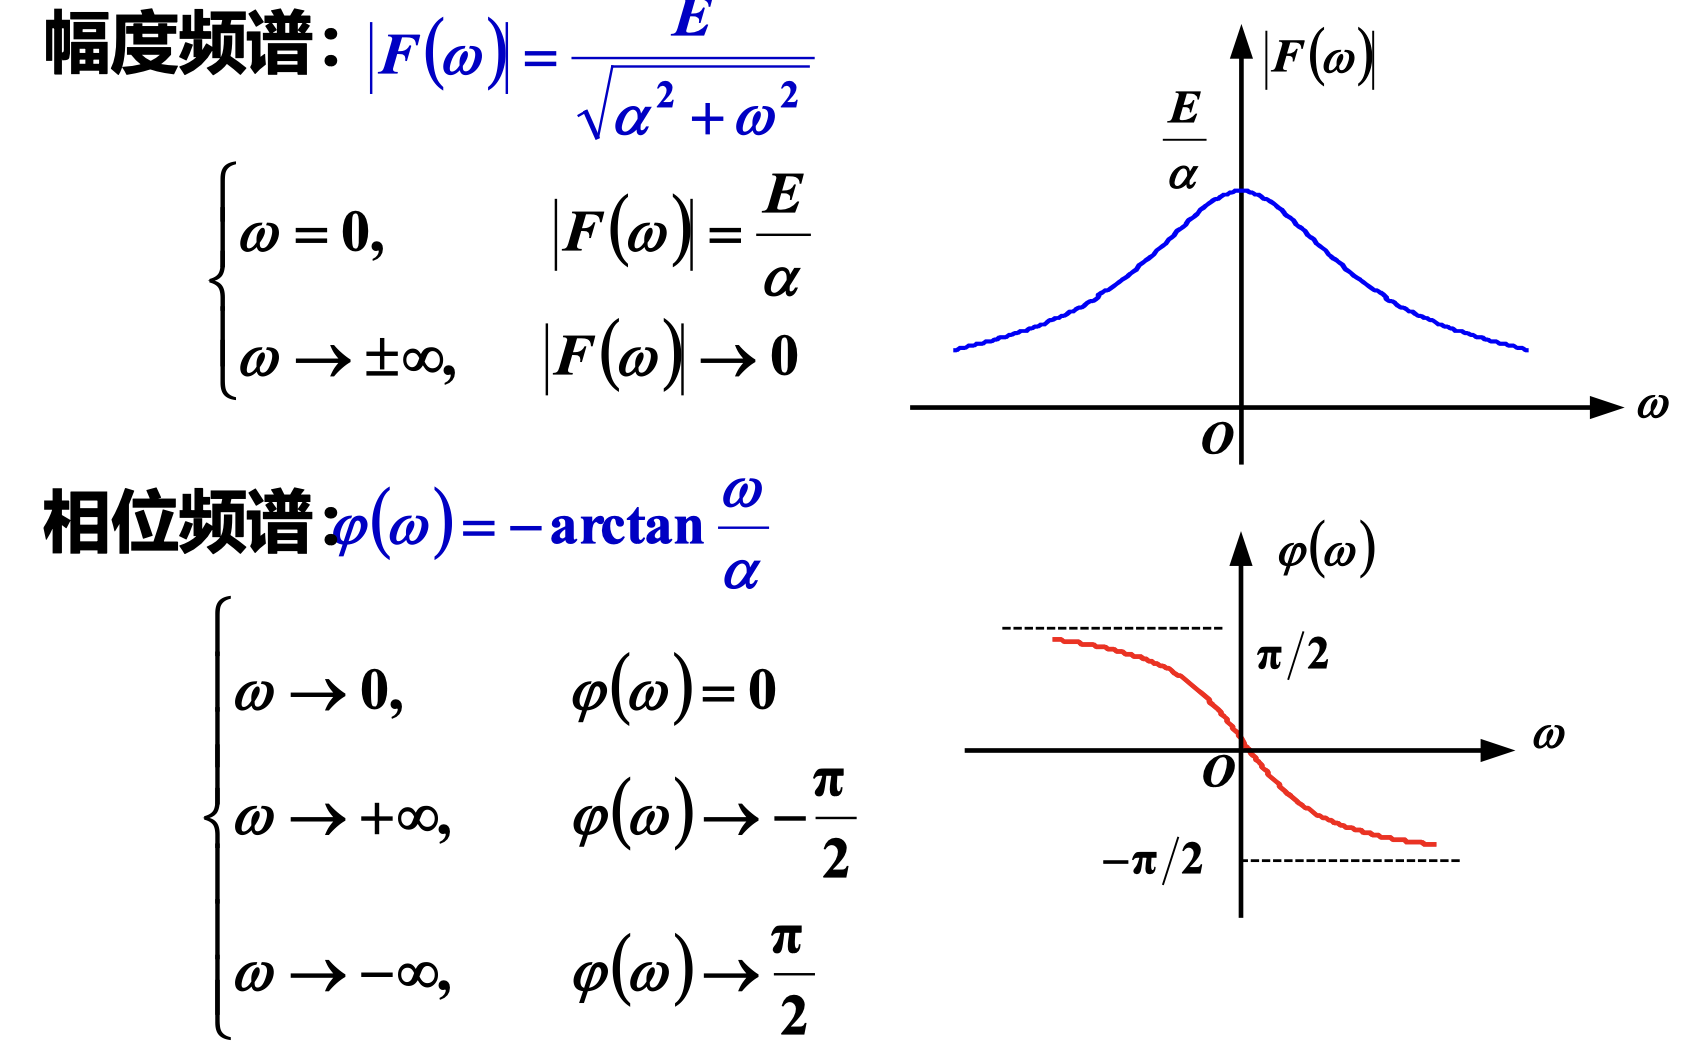 幅度频谱：|F(ω)| = E / √(α² + ω²)
ω = 0, |F(ω)| = E/α
ω → ±∞, |F(ω)| → 0
|F(ω)|
E/α
O
ω
相位频谱：φ(ω) = − arctan ω/α
ω → 0, φ(ω) = 0
ω → +∞, φ(ω) → − π/2
ω → −∞, φ(ω) → π/2
φ(ω)
π/2
ω
O
−π/2